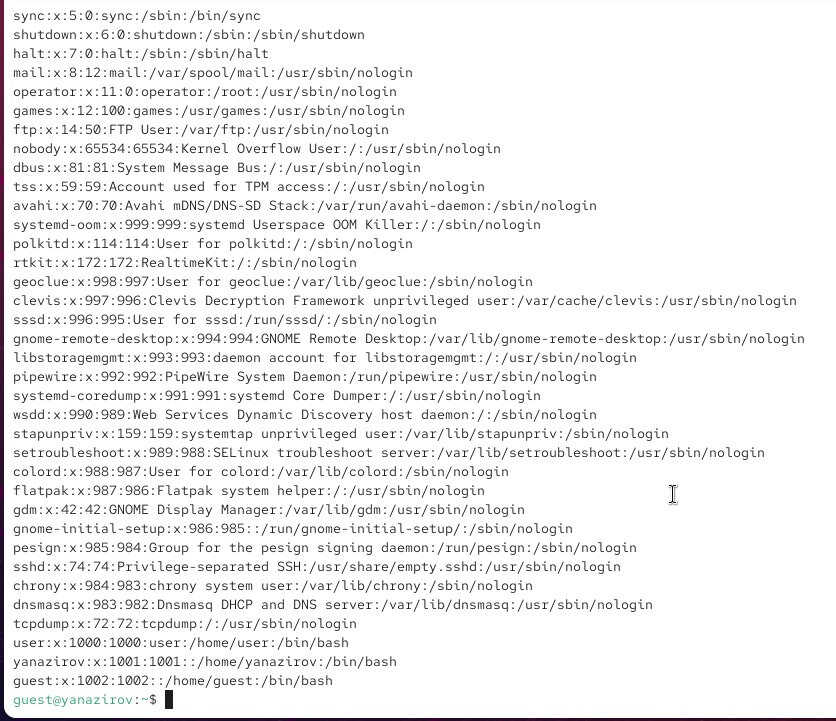 sync:x:5:0:sync:/sbin:/bin/sync
shutdown:x:6:0:shutdown:/sbin:/sbin/shutdown
halt:x:7:0:halt:/sbin:/sbin/halt
mail:x:8:12:mail:/var/spool/mail:/usr/sbin/nologin
operator:x:11:0:operator:/root:/usr/sbin/nologin
games:x:12:100:games:/usr/games:/usr/sbin/nologin
ftp:x:14:50:FTP User:/var/ftp:/usr/sbin/nologin
nobody:x:65534:65534:Kernel Overflow User:/:/usr/sbin/nologin
dbus:x:81:81:System Message Bus:/:/usr/sbin/nologin
tss:x:59:59:Account used for TPM access:/:/usr/sbin/nologin
avahi:x:70:70:Avahi mDNS/DNS-SD Stack:/var/run/avahi-daemon:/sbin/nologin
systemd-oom:x:999:999:systemd Userspace OOM Killer:/:/sbin/nologin
polkitd:x:114:114:User for polkitd:/:/sbin/nologin
rtkit:x:172:172:RealtimeKit:/:/sbin/nologin
geoclue:x:998:997:User for geoclue:/var/lib/geoclue:/sbin/nologin
clevis:x:997:996:Clevis Decryption Framework unprivileged user:/var/cache/clevis:/usr/sbin/nologin
sssd:x:996:995:User for sssd:/run/sssd/:/sbin/nologin
gnome-remote-desktop:x:994:994:GNOME Remote Desktop:/var/lib/gnome-remote-desktop:/usr/sbin/nologin
libstoragemgmt:x:993:993:daemon account for libstoragemgmt:/:/usr/sbin/nologin
pipewire:x:992:992:PipeWire System Daemon:/run/pipewire:/usr/sbin/nologin
systemd-coredump:x:991:991:systemd Core Dumper:/:/usr/sbin/nologin
wsdd:x:990:989:Web Services Dynamic Discovery host daemon:/:/sbin/nologin
stapunpriv:x:159:159:systemtap unprivileged user:/var/lib/stapunpriv:/sbin/nologin
setroubleshoot:x:989:988:SELinux troubleshoot server:/var/lib/setroubleshoot:/usr/sbin/nologin
colord:x:988:987:User for colord:/var/lib/colord:/sbin/nologin
flatpak:x:987:986:Flatpak system helper:/:/usr/sbin/nologin
gdm:x:42:42:GNOME Display Manager:/var/lib/gdm:/usr/sbin/nologin
gnome-initial-setup:x:986:985::/run/gnome-initial-setup/:/sbin/nologin
pesign:x:985:984:Group for the pesign signing daemon:/run/pesign:/sbin/nologin
sshd:x:74:74:Privilege-separated SSH:/usr/share/empty.sshd:/usr/sbin/nologin
chrony:x:984:983:chrony system user:/var/lib/chrony:/sbin/nologin
dnsmasq:x:983:982:Dnsmasq DHCP and DNS server:/var/lib/dnsmasq:/usr/sbin/nologin
tcpdump:x:72:72:tcpdump:/:/usr/sbin/nologin
user:x:1000:1000:user:/home/user:/bin/bash
yanazirov:x:1001:1001::/home/yanazirov:/bin/bash
guest:x:1002:1002::/home/guest:/bin/bash
guest@yanazirov:~$